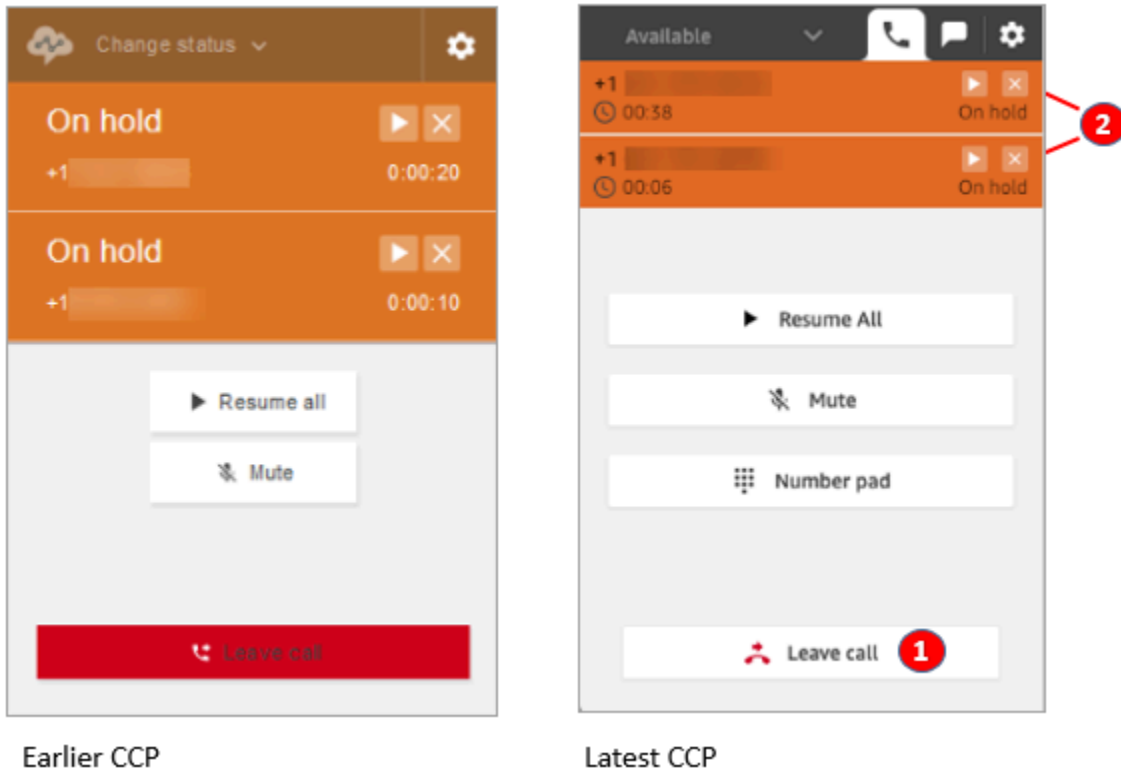 Change status
On hold
+1
0:00:20
On hold
+1
0:00:10
Resume all
Mute
Leave call
Earlier CCP
Available
+1
00:38
On hold
+1
00:06
On hold
2
Resume All
Mute
Number pad
Leave call
1
Latest CCP